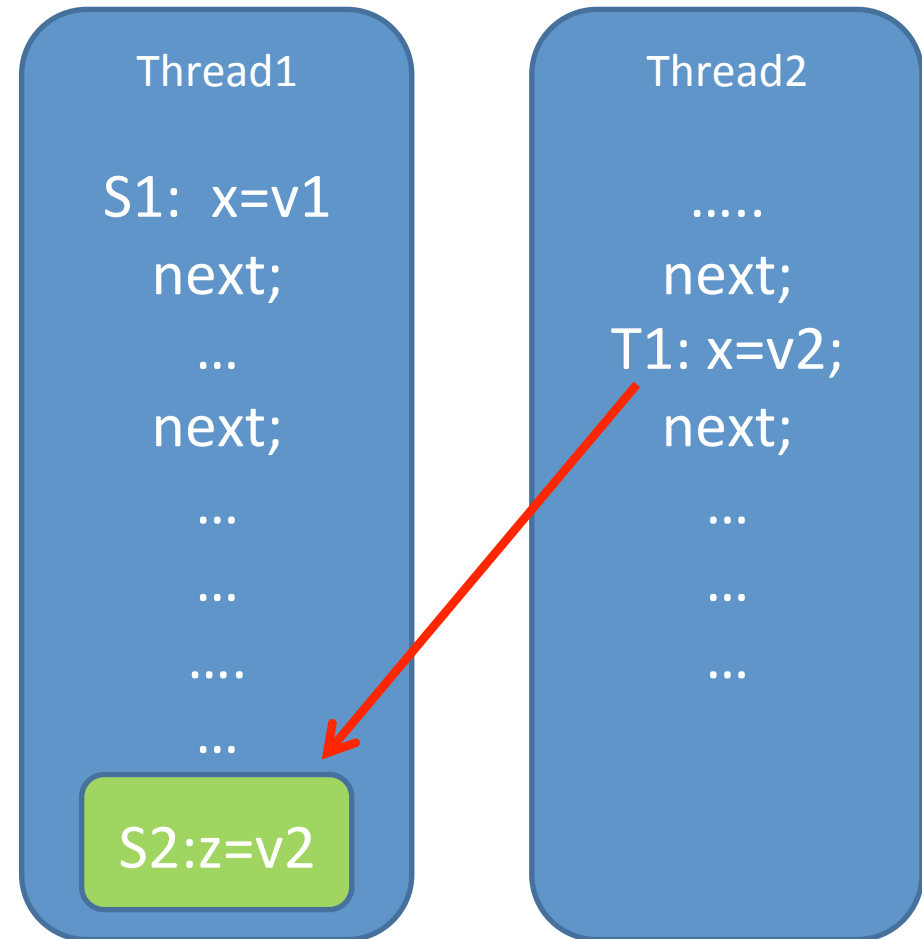 Thread1
S1: x=v1
next;
...
next;
...
...
....
...
S2:z=v2
Thread2
.....
next;
T1: x=v2;
next;
...
...
...